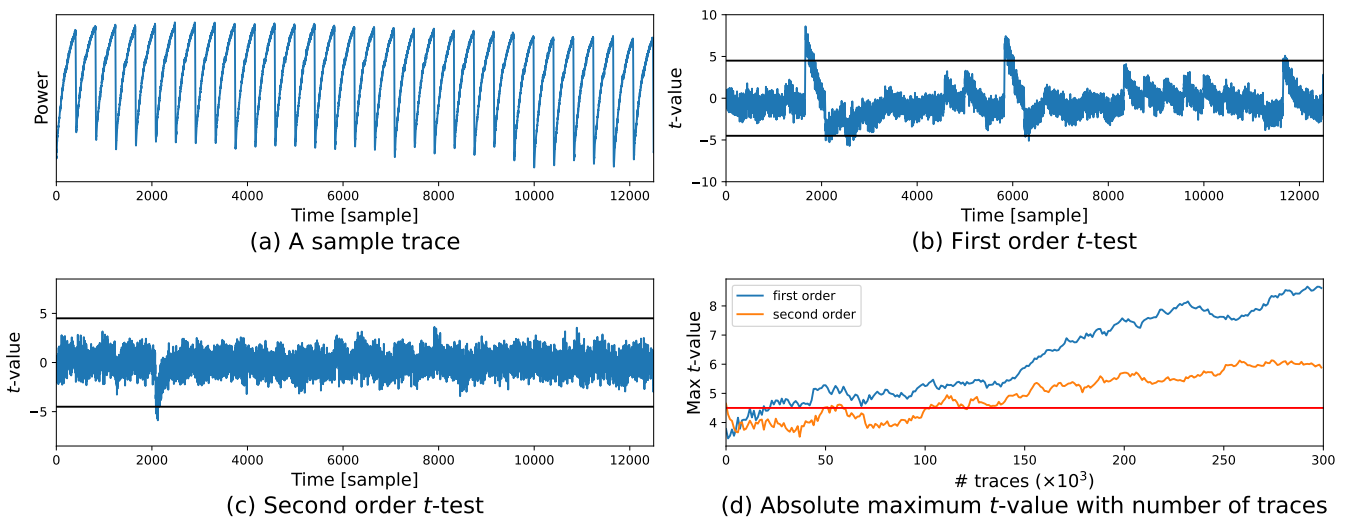 Power
0 2000 4000 6000 8000 10000 12000
Time [sample]
(a) A sample trace
t-value
10
5
0
−5
−10
0 2000 4000 6000 8000 10000 12000
Time [sample]
(b) First order t-test
t-value
5
0
−5
0 2000 4000 6000 8000 10000 12000
Time [sample]
(c) Second order t-test
Max t-value
8
7
6
5
4
first order
second order
0 50 100 150 200 250 300
# traces (×10³)
(d) Absolute maximum t-value with number of traces